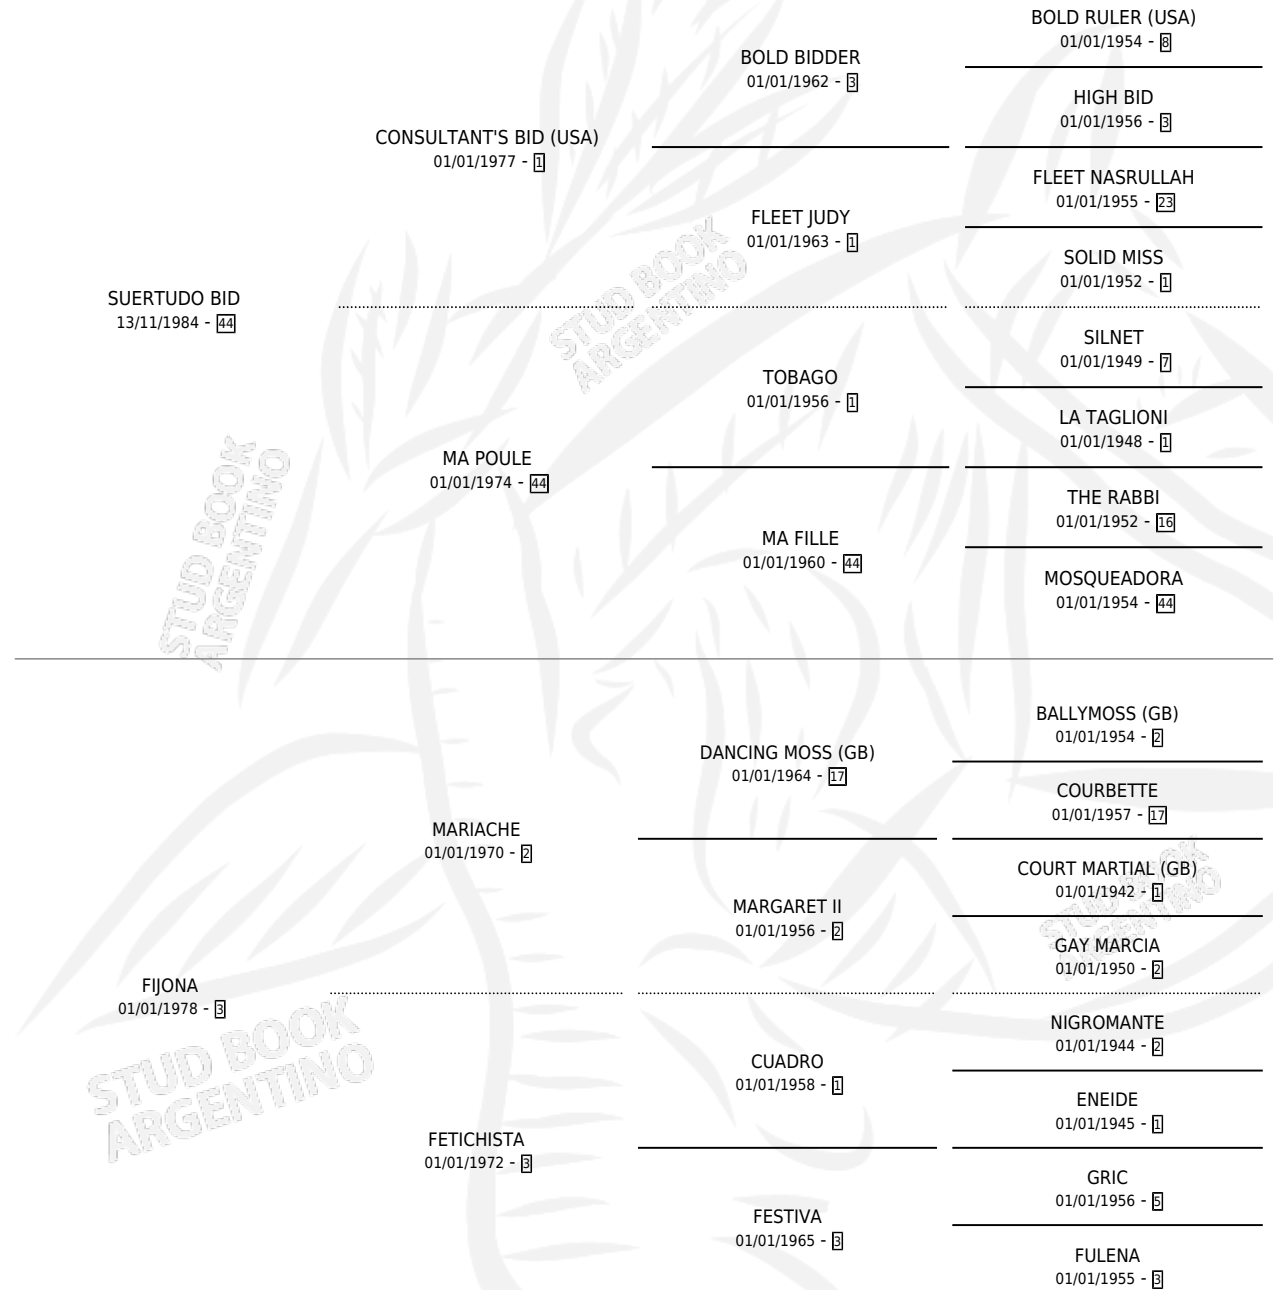 BOLD RULER (USA)
01/01/1954 - 8
BOLD BIDDER
01/01/1962 - 3
HIGH BID
01/01/1956 - 3
CONSULTANT'S BID (USA)
01/01/1977 - 1
FLEET NASRULLAH
01/01/1955 - 23
FLEET JUDY
01/01/1963 - 1
SOLID MISS
01/01/1952 - 1
SUERTUDO BID
13/11/1984 - 44
SILNET
01/01/1949 - 7
TOBAGO
01/01/1956 - 1
LA TAGLIONI
01/01/1948 - 1
MA POULE
01/01/1974 - 44
THE RABBI
01/01/1952 - 16
MA FILLE
01/01/1960 - 44
MOSQUEADORA
01/01/1954 - 44
BALLYMOSS (GB)
01/01/1954 - 2
DANCING MOSS (GB)
01/01/1964 - 17
COURBETTE
01/01/1957 - 17
MARIACHE
01/01/1970 - 2
COURT MARTIAL (GB)
01/01/1942 - 1
MARGARET II
01/01/1956 - 2
GAY MARCIA
01/01/1950 - 2
FIJONA
01/01/1978 - 3
NIGROMANTE
01/01/1944 - 2
CUADRO
01/01/1958 - 1
ENEIDE
01/01/1945 - 1
FETICHISTA
01/01/1972 - 3
GRIC
01/01/1956 - 5
FESTIVA
01/01/1965 - 3
FULENA
01/01/1955 - 3
STUD BOOK
ARGENTINO
STUD BOOK
ARGENTINO
STUD BOOK
ARGENTINO
STUD BOOK
ARGENTINO